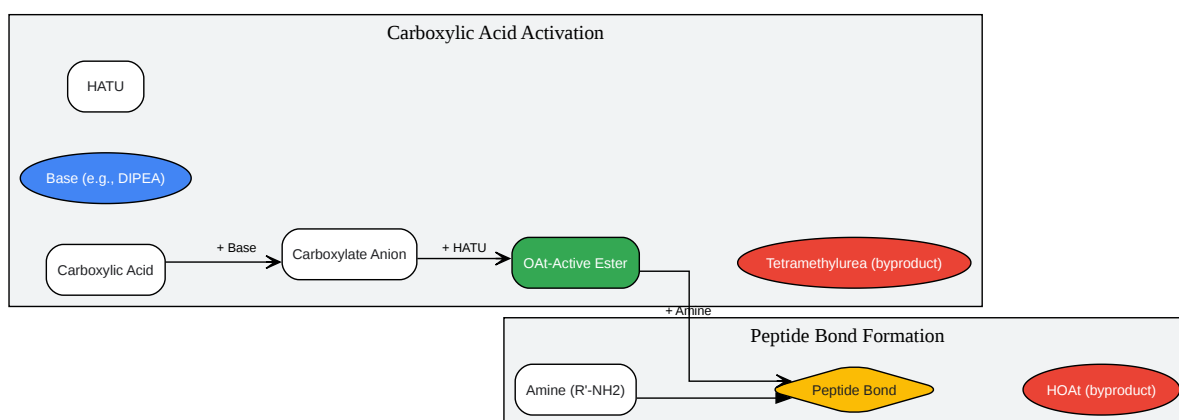 Carboxylic Acid Activation
HATU
Base (e.g., DIPEA)
+ Base
Carboxylic Acid
Carboxylate Anion
+ HATU
OAt-Active Ester
Tetramethylurea (byproduct)
+ Amine
Peptide Bond Formation
Amine (R'-NH2)
Peptide Bond
HOAt (byproduct)